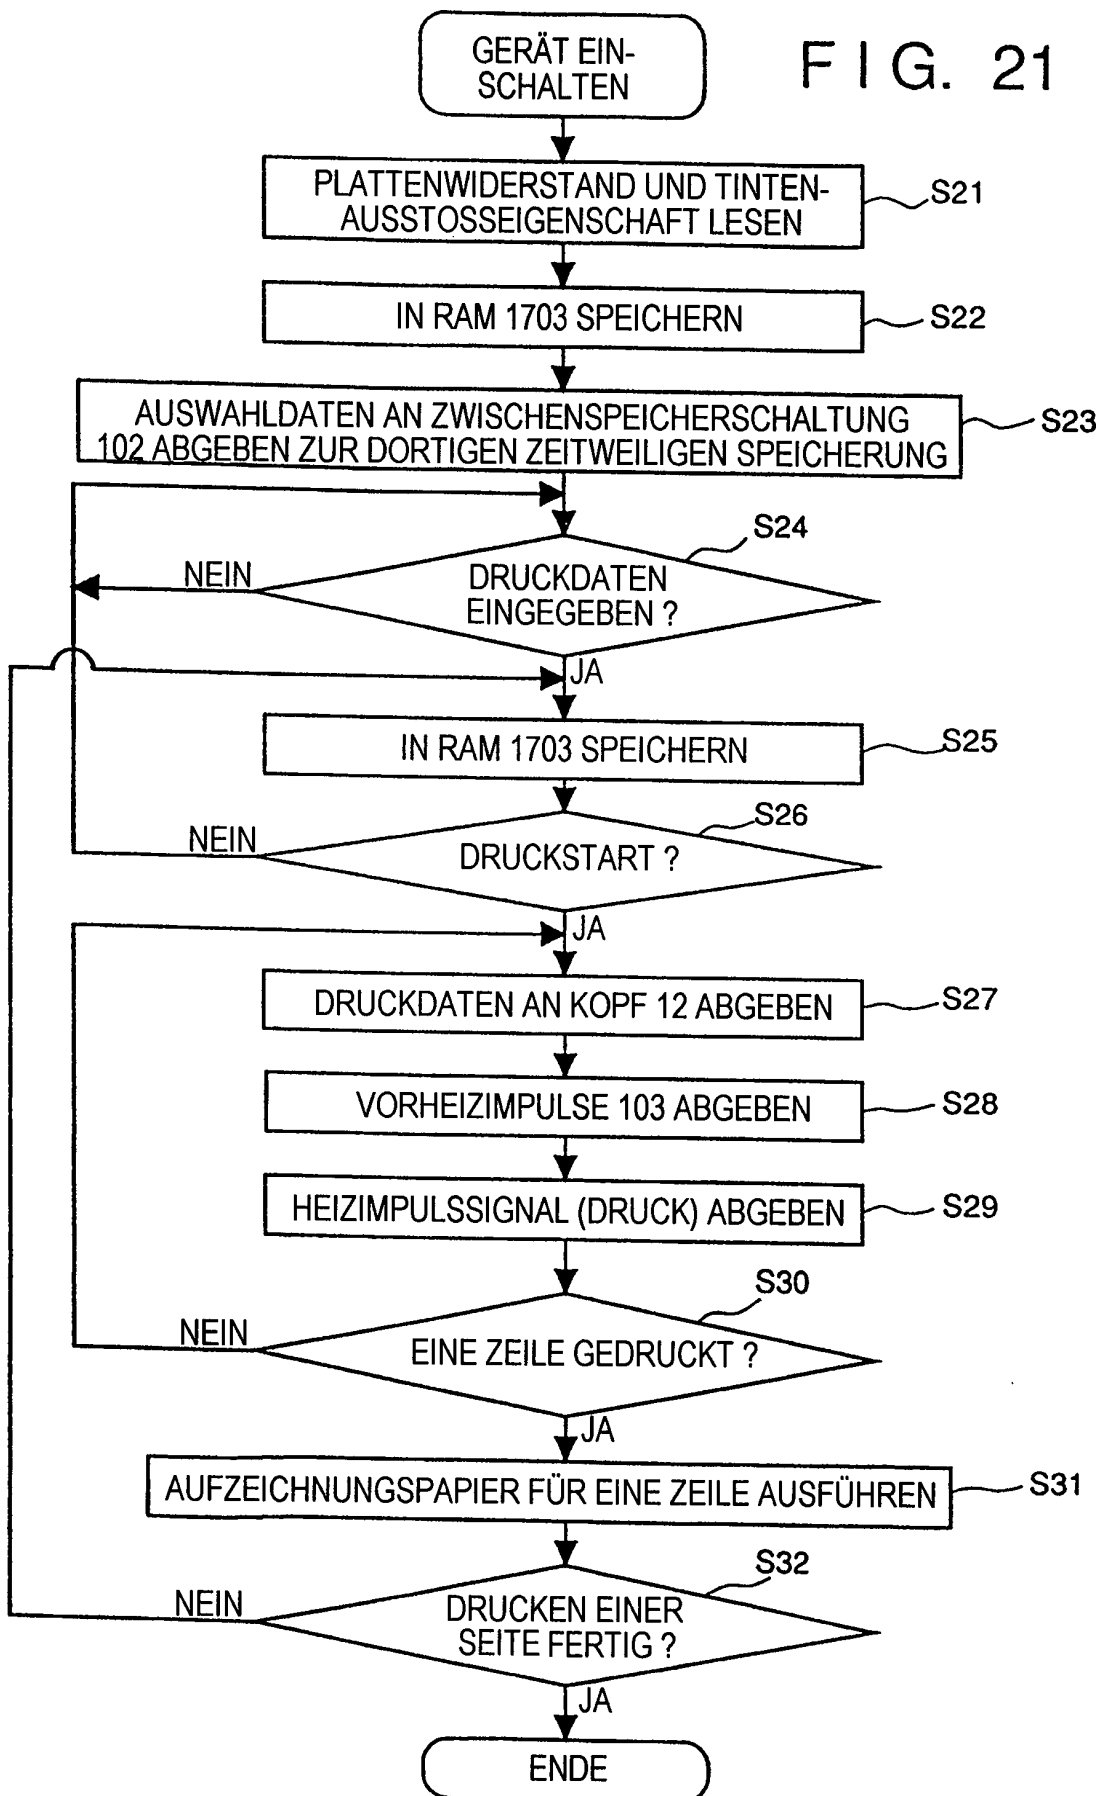 GERÄT EIN-
SCHALTEN
FIG. 21
PLATTENWIDERSTAND UND TINTEN-
AUSSTOSSEIGENSCHAFT LESEN
S21
IN RAM 1703 SPEICHERN
S22
AUSWAHLDATEN AN ZWISCHENSPEICHERSCHALTUNG
102 ABGEBEN ZUR DORTIGEN ZEITWEILIGEN SPEICHERUNG
S23
S24
NEIN
DRUCKDATEN
EINGEGEBEN ?
JA
IN RAM 1703 SPEICHERN
S25
S26
NEIN
DRUCKSTART ?
JA
DRUCKDATEN AN KOPF 12 ABGEBEN
S27
VORHEIZIMPULSE 103 ABGEBEN
S28
HEIZIMPULSSIGNAL (DRUCK) ABGEBEN
S29
S30
NEIN
EINE ZEILE GEDRUCKT ?
JA
AUFZEICHNUNGSPAPIER FÜR EINE ZEILE AUSFÜHREN
S31
S32
NEIN
DRUCKEN EINER
SEITE FERTIG ?
JA
ENDE